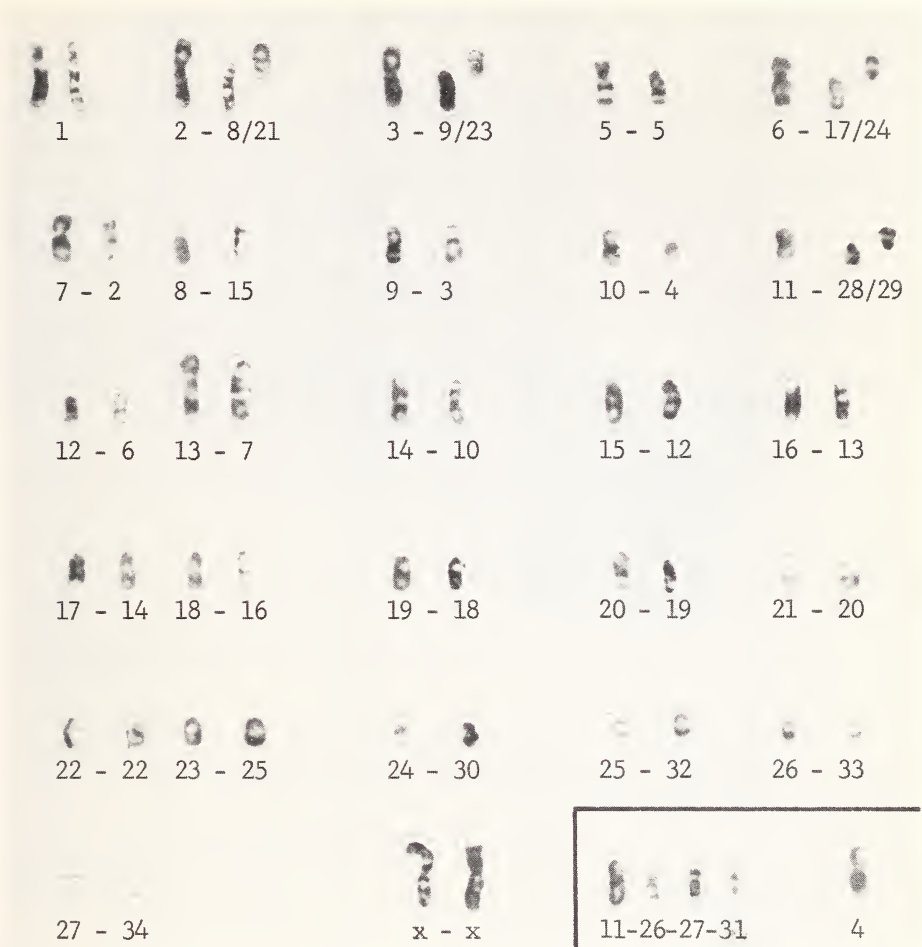 1 2 - 8/21 3 - 9/23 5 - 5 6 - 17/24
7 - 2 8 - 15 9 - 3 10 - 4 11 - 28/29
12 - 6 13 - 7 14 - 10 15 - 12 16 - 13
17 - 14 18 - 16 19 - 18 20 - 19 21 - 20
22 - 22 23 - 25 24 - 30 25 - 32 26 - 33
27 - 34 x - x 11-26-27-31 4